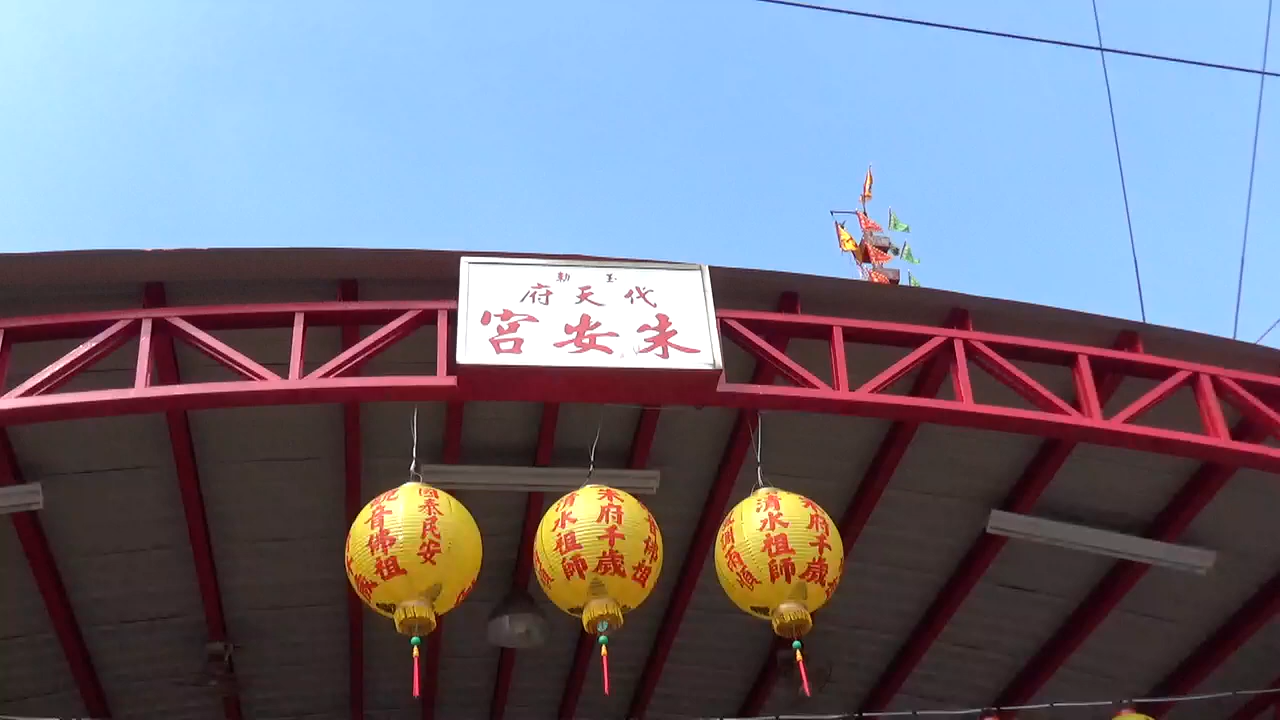 玉勅
代天府
朱安宮
國泰民安
觀音佛祖
朱府千歲
清水祖師
朱府千歲
清水祖師